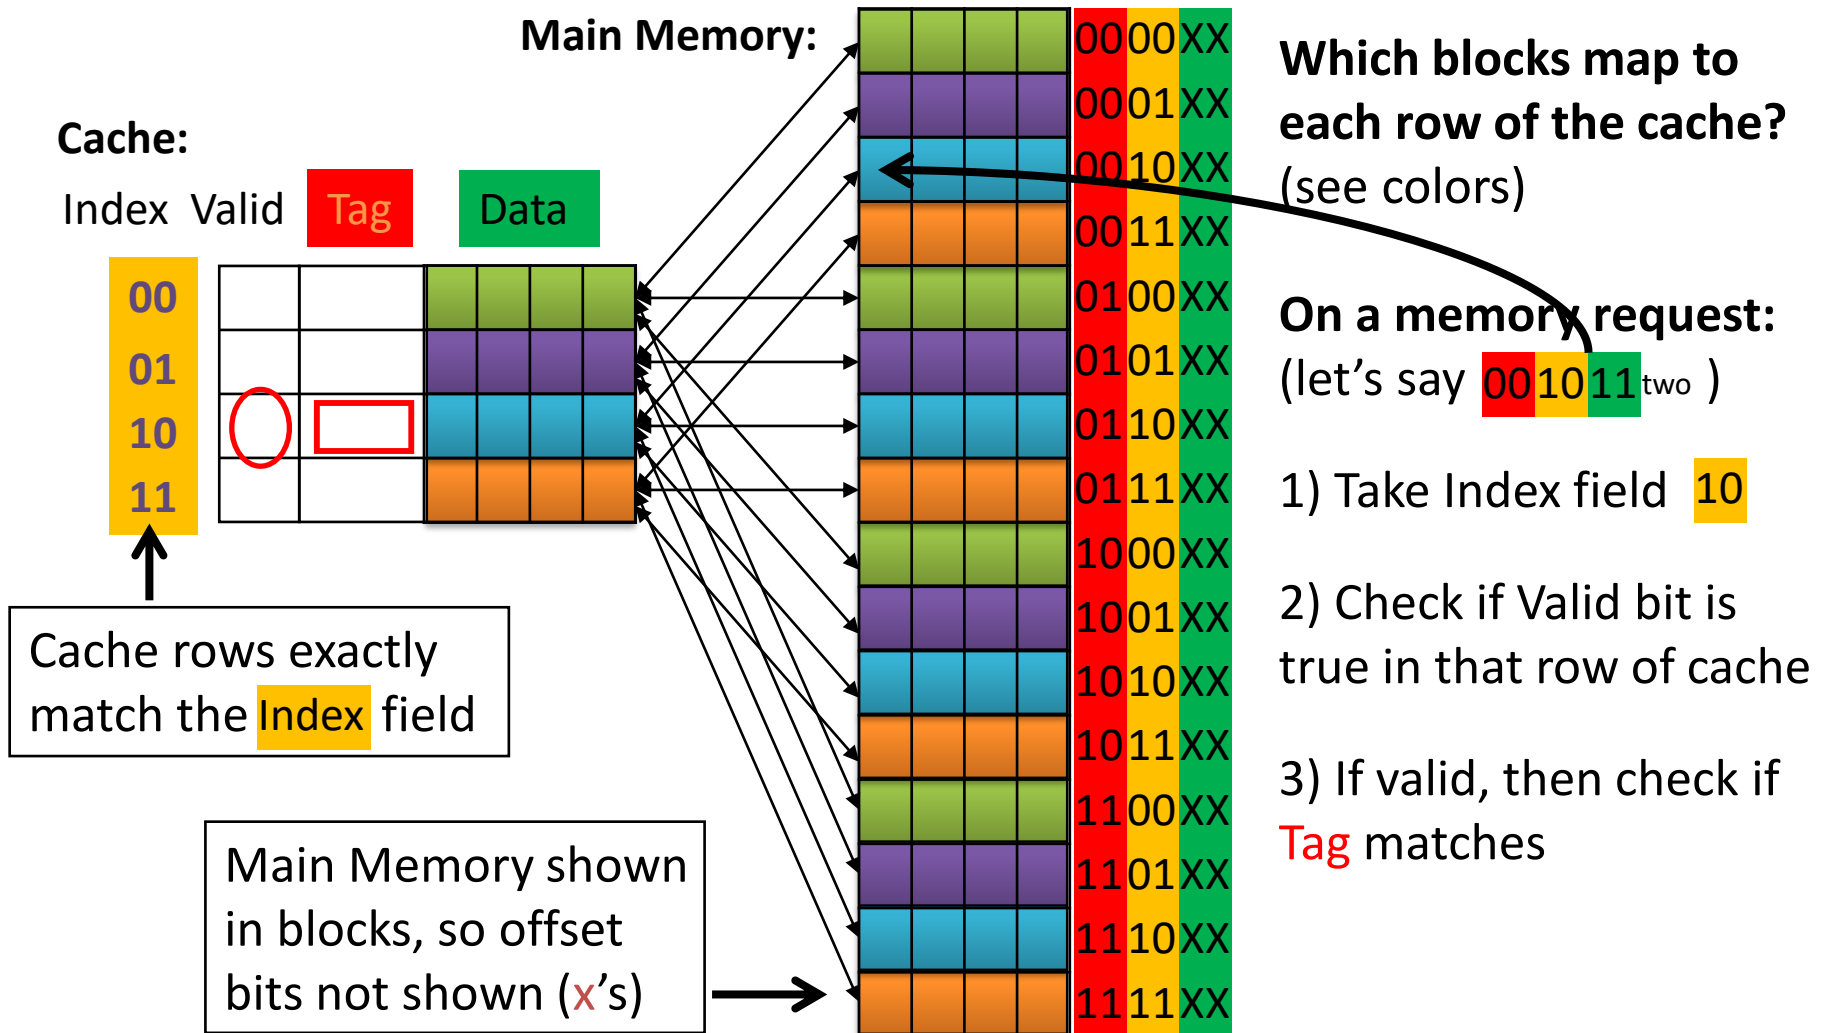 Main Memory:
Cache:
Index Valid Tag Data
00
01
10
11
Cache rows exactly
match the Index field
Main Memory shown
in blocks, so offset
bits not shown (x’s)
0000XX
0001XX
0010XX
0011XX
0100XX
0101XX
0110XX
0111XX
1000XX
1001XX
1010XX
1011XX
1100XX
1101XX
1110XX
1111XX
Which blocks map to
each row of the cache?
(see colors)
On a memory request:
(let’s say 001011two )
1) Take Index field 10
2) Check if Valid bit is
true in that row of cache
3) If valid, then check if
Tag matches